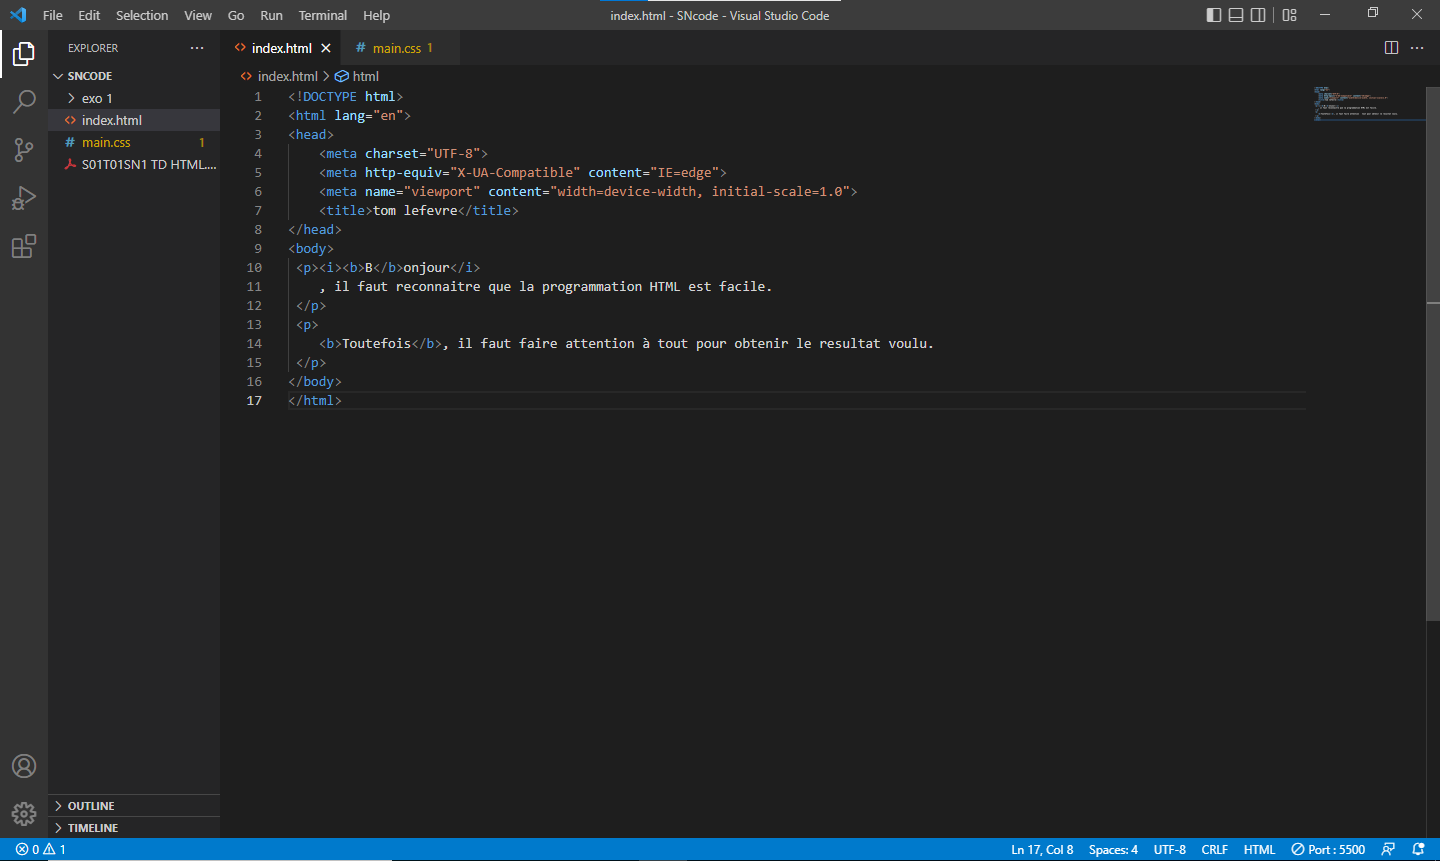 File Edit Selection View Go Run Terminal Help index.html - SNcode - Visual Studio Code
EXPLORER
SNCODE
exo 1
index.html
main.css 1
S01T01SN1 TD HTML...
OUTLINE
TIMELINE
index.html main.css 1
index.html > html
1 <!DOCTYPE html>
2 <html lang="en">
3 <head>
4 <meta charset="UTF-8">
5 <meta http-equiv="X-UA-Compatible" content="IE=edge">
6 <meta name="viewport" content="width=device-width, initial-scale=1.0">
7 <title>tom lefevre</title>
8 </head>
9 <body>
10 <p><i><b>B</b>onjour</i>
11 , il faut reconnaitre que la programmation HTML est facile.
12 </p>
13 <p>
14 <b>Toutefois</b>, il faut faire attention à tout pour obtenir le resultat voulu.
15 </p>
16 </body>
17 </html>
0 1 Ln 17, Col 8 Spaces: 4 UTF-8 CRLF HTML Port : 5500